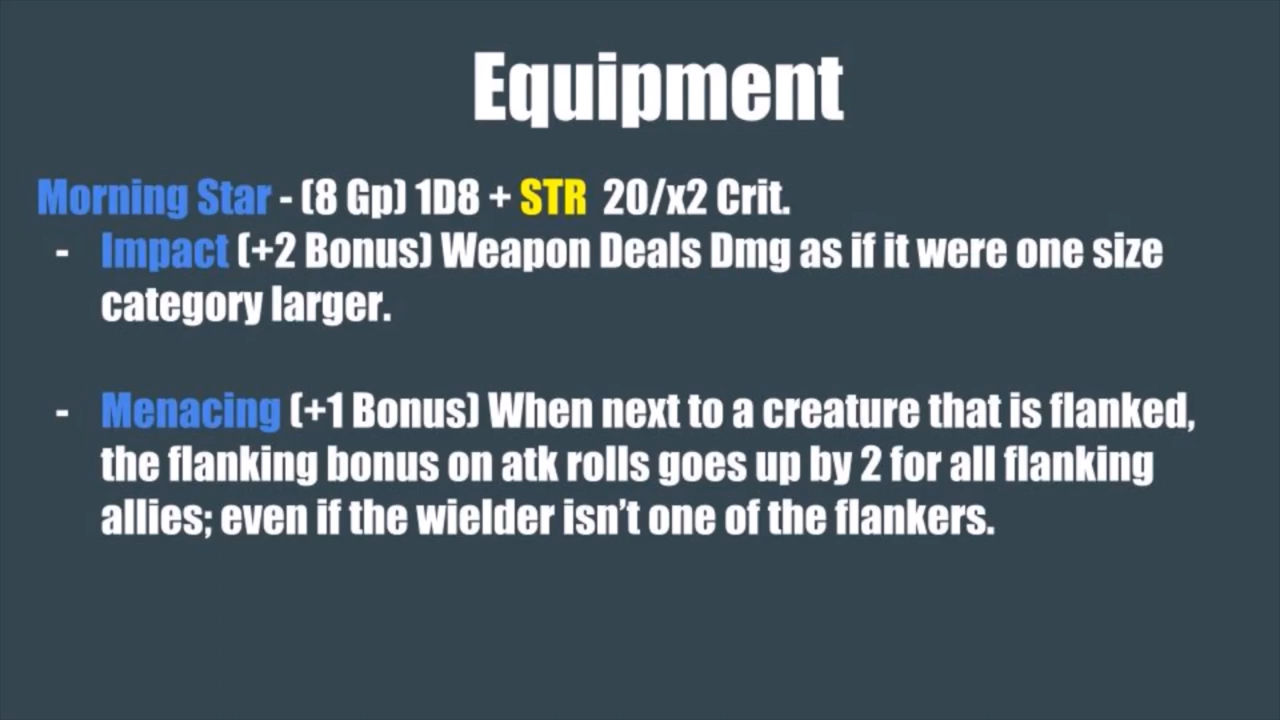 Equipment
Morning Star - (8 Gp) 1D8 + STR 20/x2 Crit.
- Impact (+2 Bonus) Weapon Deals Dmg as if it were one size
category larger.
- Menacing (+1 Bonus) When next to a creature that is flanked,
the flanking bonus on atk rolls goes up by 2 for all flanking
allies; even if the wielder isn’t one of the flankers.